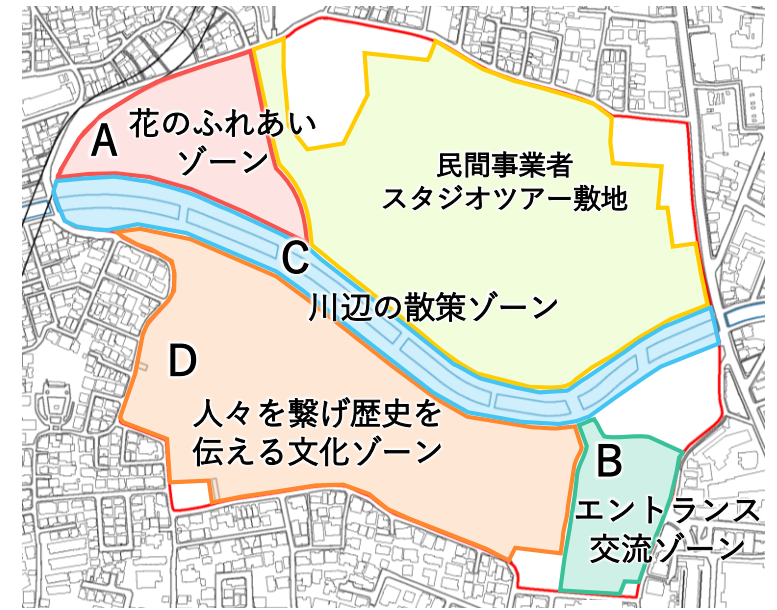 A
花のふれあい
ゾーン
民間事業者
スタジオツアー敷地
C
川辺の散策ゾーン
D
人々を繋げ歴史を
伝える文化ゾーン
B
エントランス
交流ゾーン